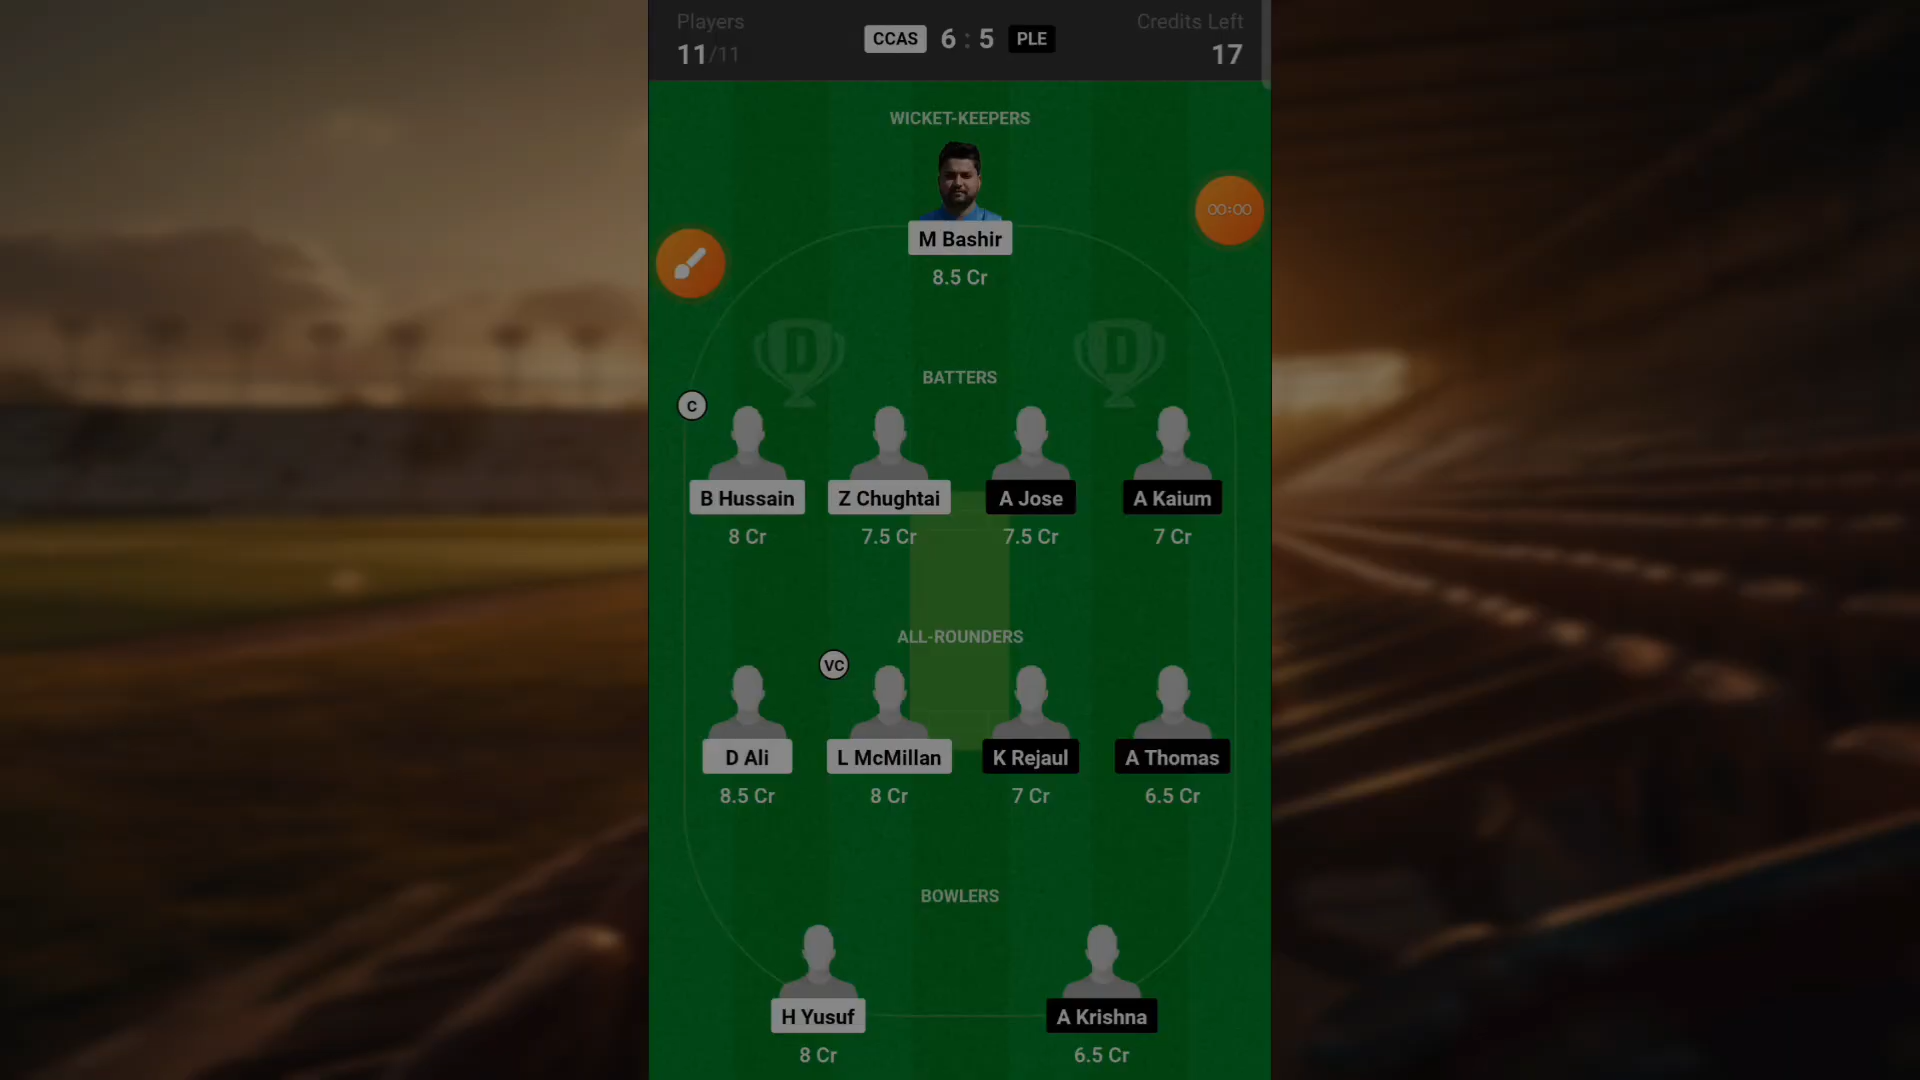 Players
11/11
CCAS 6 : 5 PLE
Credits Left
17
WICKET-KEEPERS
M Bashir
8.5 Cr
00:00
D D
BATTERS
C
B Hussain Z Chughtai A Jose A Kaium
8 Cr 7.5 Cr 7.5 Cr 7 Cr
ALL-ROUNDERS
VC
D Ali L McMillan K Rejaul A Thomas
8.5 Cr 8 Cr 7 Cr 6.5 Cr
BOWLERS
H Yusuf A Krishna
8 Cr 6.5 Cr